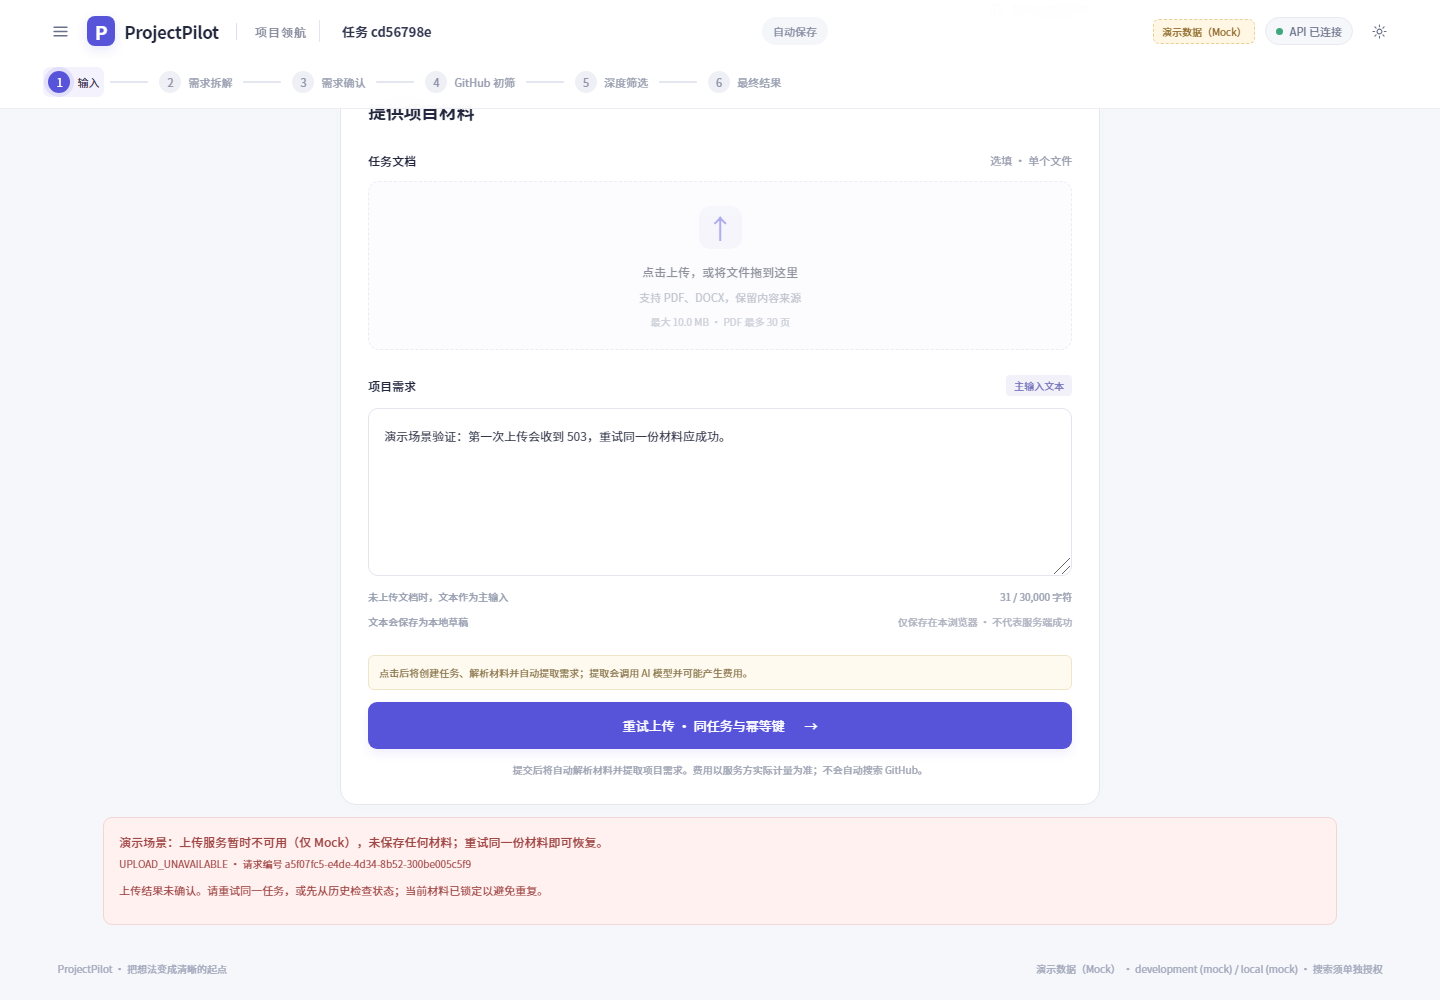 P ProjectPilot 项目领航 任务 cd56798e 自动保存 演示数据（Mock） API 已连接
1 输入 2 需求拆解 3 需求确认 4 GitHub 初筛 5 深度筛选 6 最终结果
提供项目材料
任务文档 选填 · 单个文件
点击上传，或将文件拖到这里
支持 PDF、DOCX，保留内容来源
最大 10.0 MB · PDF 最多 30 页
项目需求 主输入文本
演示场景验证：第一次上传会收到 503，重试同一份材料应成功。
未上传文档时，文本作为主输入 31 / 30,000 字符
文本会保存为本地草稿 仅保存在本浏览器 · 不代表服务端成功
点击后将创建任务、解析材料并自动提取需求；提取会调用 AI 模型并可能产生费用。
重试上传 · 同任务与幂等键 →
提交后将自动解析材料并提取项目需求。费用以服务方实际计量为准；不会自动搜索 GitHub。
演示场景：上传服务暂时不可用（仅 Mock），未保存任何材料；重试同一份材料即可恢复。
UPLOAD_UNAVAILABLE · 请求编号 a5f07fc5-e4de-4d34-8b52-300be005c5f9
上传结果未确认。请重试同一任务，或先从历史检查状态；当前材料已锁定以避免重复。
ProjectPilot · 把想法变成清晰的起点 演示数据（Mock） · development (mock) / local (mock) · 搜索须单独授权